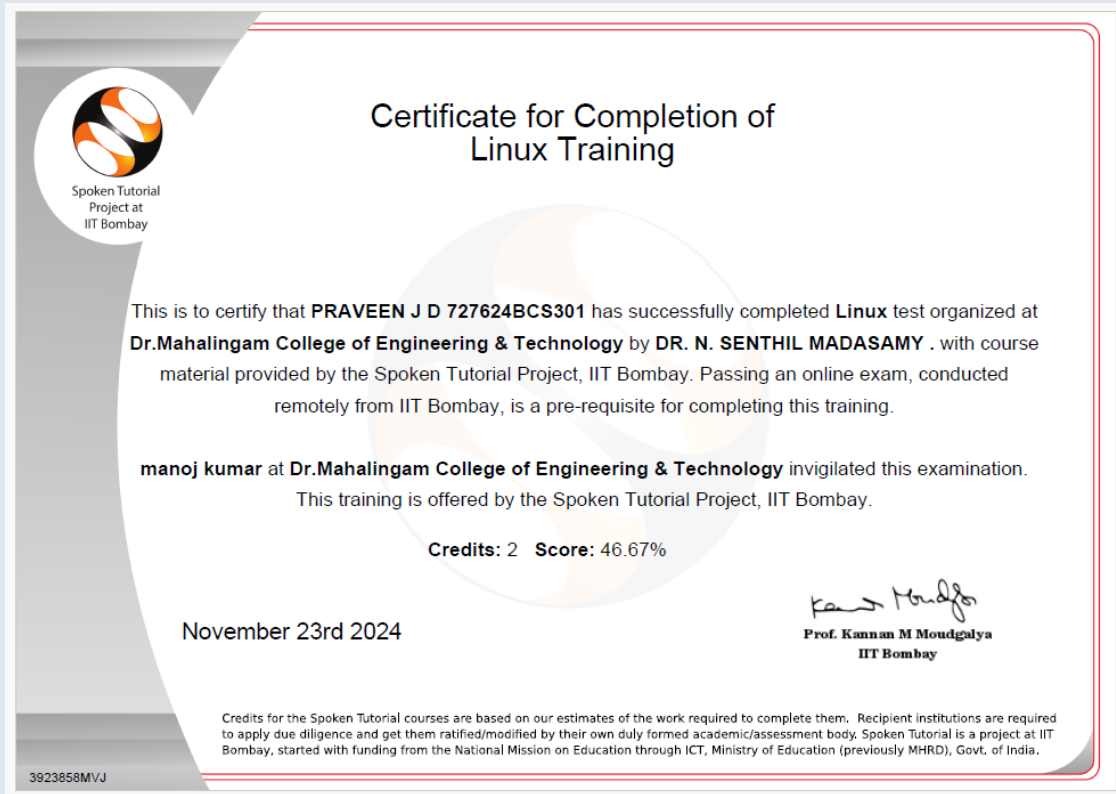 Spoken Tutorial
Project at
IIT Bombay
Certificate for Completion of
Linux Training
This is to certify that PRAVEEN J D 727624BCS301 has successfully completed Linux test organized at
Dr.Mahalingam College of Engineering & Technology by DR. N. SENTHIL MADASAMY . with course
material provided by the Spoken Tutorial Project, IIT Bombay. Passing an online exam, conducted
remotely from IIT Bombay, is a pre-requisite for completing this training.
manoj kumar at Dr.Mahalingam College of Engineering & Technology invigilated this examination.
This training is offered by the Spoken Tutorial Project, IIT Bombay.
Credits: 2 Score: 46.67%
November 23rd 2024
Prof. Kannan M Moudgalya
IIT Bombay
Credits for the Spoken Tutorial courses are based on our estimates of the work required to complete them. Recipient institutions are required
to apply due diligence and get them ratified/modified by their own duly formed academic/assessment body. Spoken Tutorial is a project at IIT
Bombay, started with funding from the National Mission on Education through ICT, Ministry of Education (previously MHRD), Govt. of India.
3923858MVJ